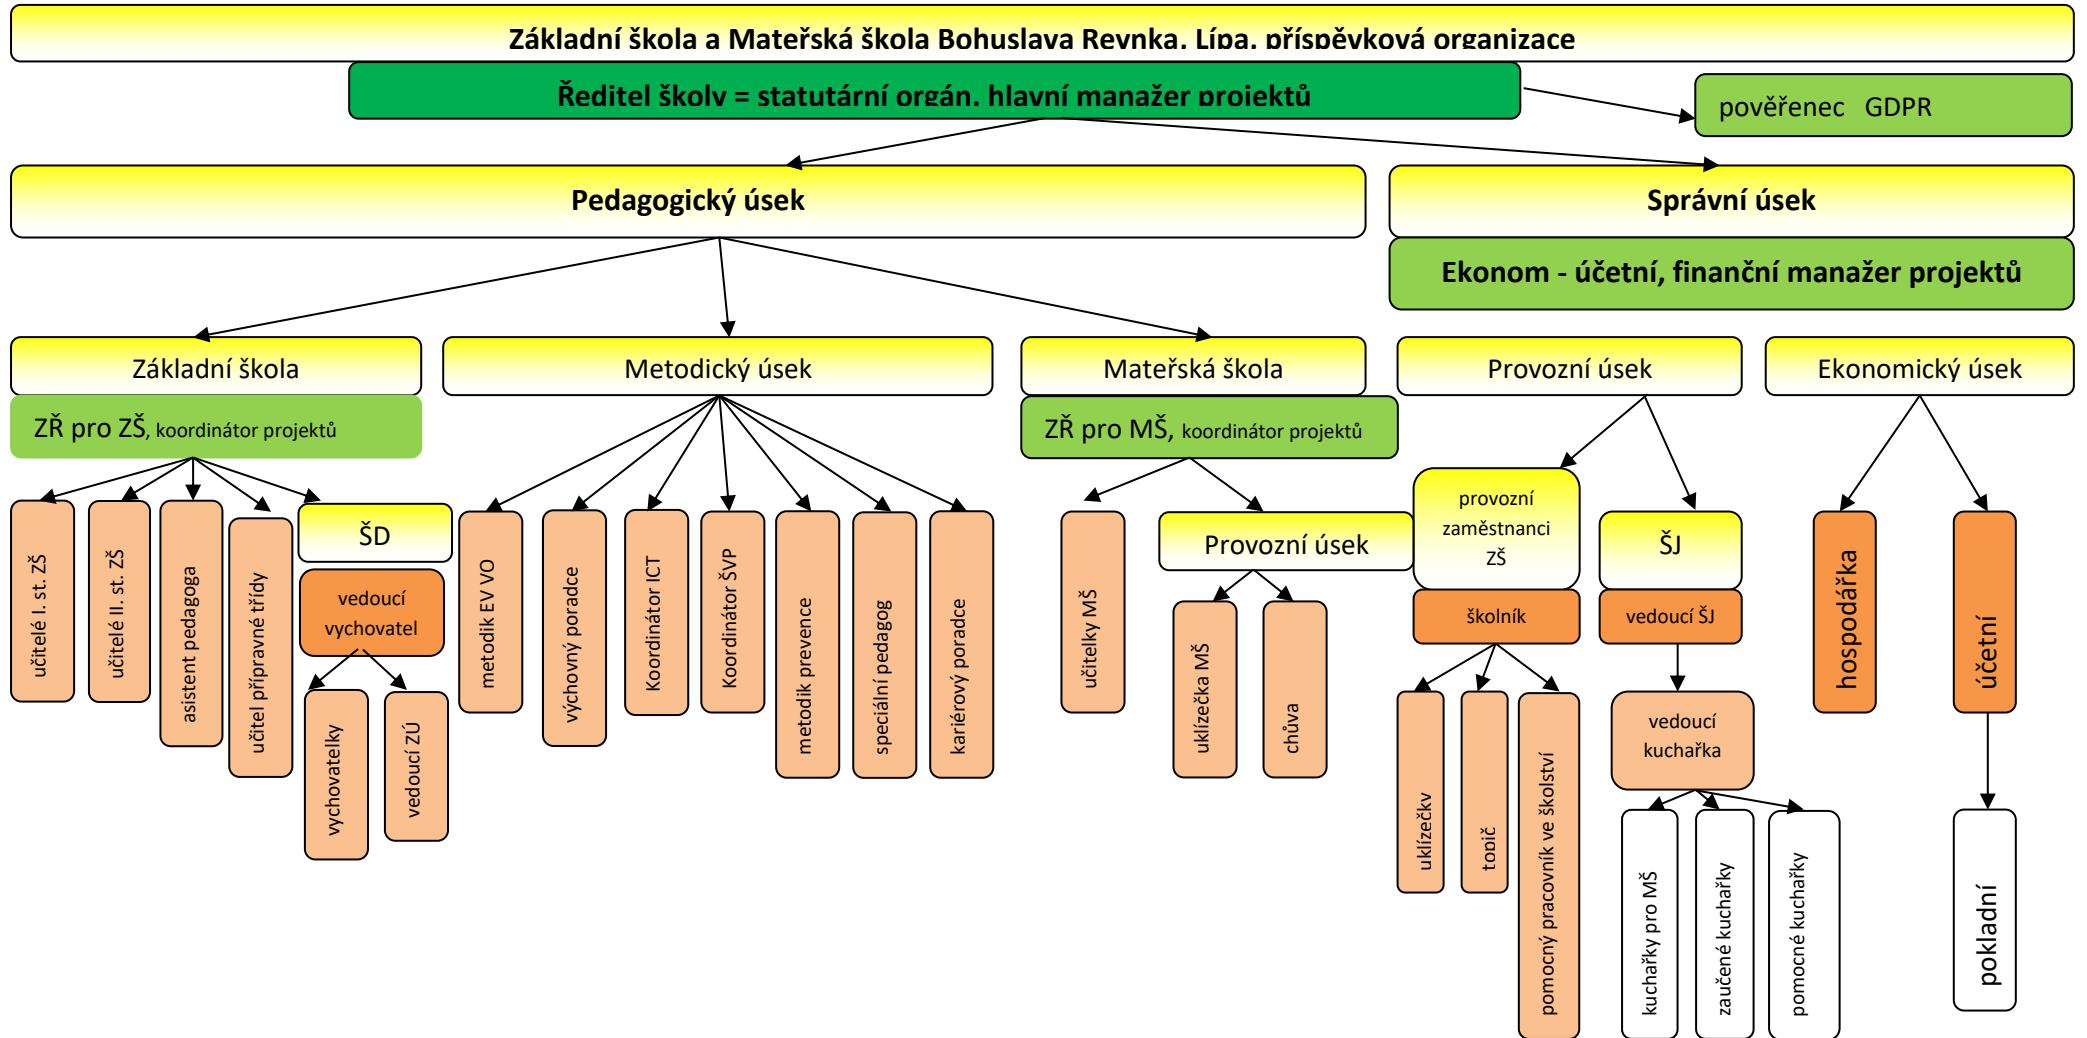 Základní škola a Mateřská škola Bohuslava Reynka, Lípa, příspěvková organizace
Ředitel školy = statutární orgán, hlavní manažer projektů
pověřenec GDPR
Pedagogický úsek
Správní úsek
Ekonom - účetní, finanční manažer projektů
Základní škola
Metodický úsek
Mateřská škola
Provozní úsek
Ekonomický úsek
ZŘ pro ZŠ, koordinátor projektů
ZŘ pro MŠ, koordinátor projektů
učitelé I. st. ZŠ
učitelé II. st. ZŠ
asistent pedagoga
učitel přípravné třídy
ŠD
vedoucí
vychovatel
vychovatelky
vedoucí ZÚ
metodik EV VO
výchovný poradce
Koordinátor ICT
Koordinátor ŠVP
metodik prevence
speciální pedagog
kariérový poradce
učitelky MŠ
Provozní úsek
uklízečka MŠ
chůva
provozní
zaměstnanci
ZŠ
školník
uklízečky
topič
pomocný pracovník ve školství
ŠJ
vedoucí ŠJ
vedoucí
kuchařka
kuchařky pro MŠ
zaučené kuchařky
pomocné kuchařky
hospodářka
účetní
pokladní